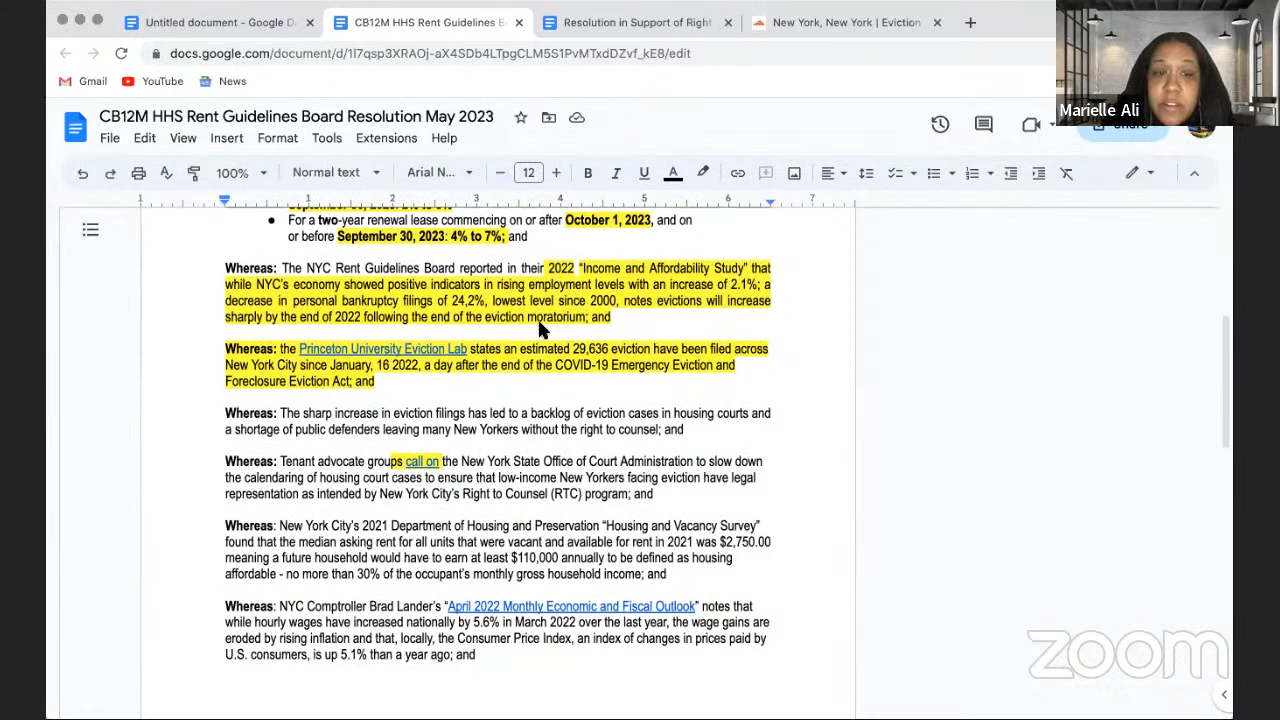 Untitled document - Google D
CB12M HHS Rent Guidelines B
Resolution in Support of Right
New York, New York | Eviction
docs.google.com/document/d/1l7qsp3XRAOj-aX4SDb4LTpgCLM5S1PvMTxdDZvf_kE8/edit
Gmail
YouTube
News
Marielle Ali
CB12M HHS Rent Guidelines Board Resolution May 2023
Share
File Edit View Insert Format Tools Extensions Help
100% Normal text Arial N... 12
1 1 2 3 4 5 6 7
For a two-year renewal lease commencing on or after October 1, 2023, and on
or before September 30, 2023: 4% to 7%; and
Whereas: The NYC Rent Guidelines Board reported in their 2022 “Income and Affordability Study” that
while NYC’s economy showed positive indicators in rising employment levels with an increase of 2.1%; a
decrease in personal bankruptcy filings of 24,2%, lowest level since 2000, notes evictions will increase
sharply by the end of 2022 following the end of the eviction moratorium; and
Whereas: the Princeton University Eviction Lab states an estimated 29,636 eviction have been filed across
New York City since January, 16 2022, a day after the end of the COVID-19 Emergency Eviction and
Foreclosure Eviction Act; and
Whereas: The sharp increase in eviction filings has led to a backlog of eviction cases in housing courts and
a shortage of public defenders leaving many New Yorkers without the right to counsel; and
Whereas: Tenant advocate groups call on the New York State Office of Court Administration to slow down
the calendaring of housing court cases to ensure that low-income New Yorkers facing eviction have legal
representation as intended by New York City’s Right to Counsel (RTC) program; and
Whereas: New York City’s 2021 Department of Housing and Preservation “Housing and Vacancy Survey”
found that the median asking rent for all units that were vacant and available for rent in 2021 was $2,750.00
meaning a future household would have to earn at least $110,000 annually to be defined as housing
affordable - no more than 30% of the occupant’s monthly gross household income; and
Whereas: NYC Comptroller Brad Lander’s “April 2022 Monthly Economic and Fiscal Outlook” notes that
while hourly wages have increased nationally by 5.6% in March 2022 over the last year, the wage gains are
eroded by rising inflation and that, locally, the Consumer Price Index, an index of changes in prices paid by
U.S. consumers, is up 5.1% than a year ago; and
zoom